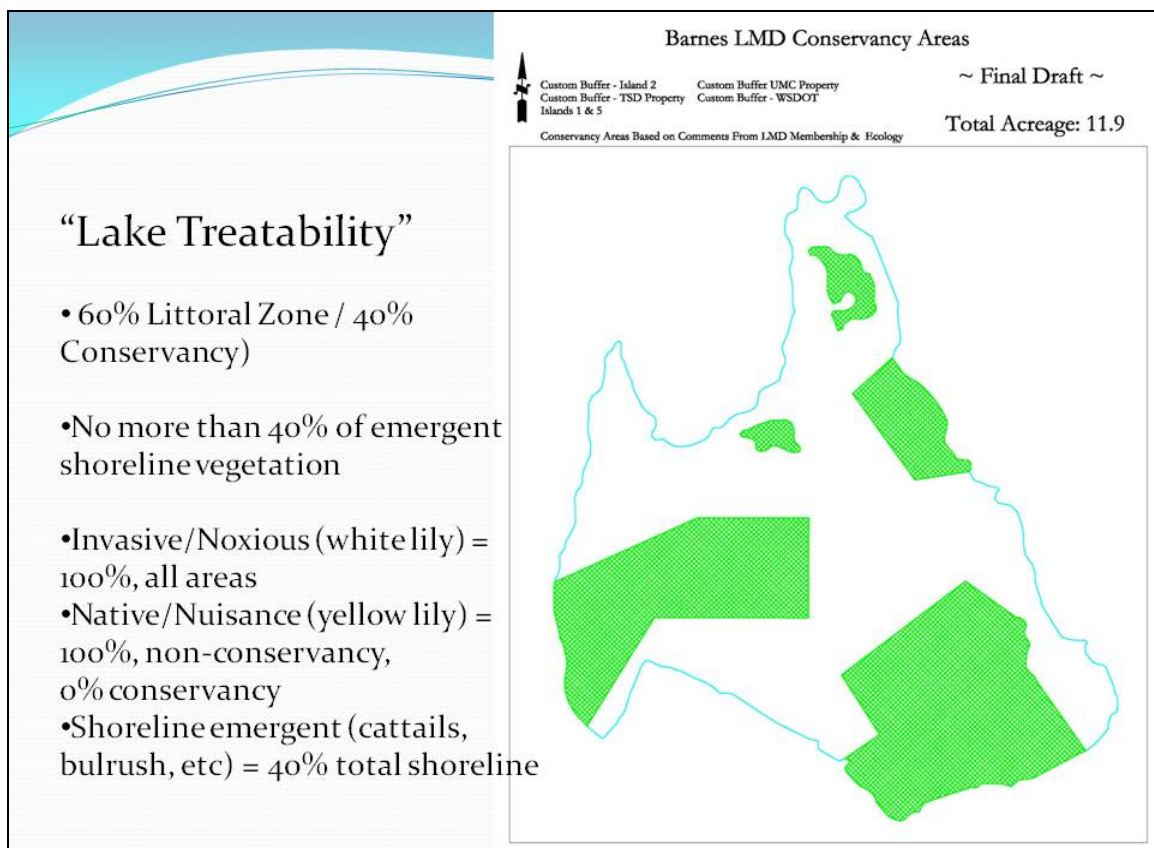 Barnes LMD Conservancy Areas
~ Final Draft ~
Total Acreage: 11.9
N
Custom Buffer - Island 2
Custom Buffer - TSD Property
Islands 1 & 5
Custom Buffer UMC Property
Custom Buffer - WSDOT
Conservancy Areas Based on Comments From LMD Membership & Ecology
“Lake Treatability”
• 60% Littoral Zone / 40%
Conservancy)
•No more than 40% of emergent
shoreline vegetation
•Invasive/Noxious (white lily) =
100%, all areas
•Native/Nuisance (yellow lily) =
100%, non-conservancy,
0% conservancy
•Shoreline emergent (cattails,
bulrush, etc) = 40% total shoreline